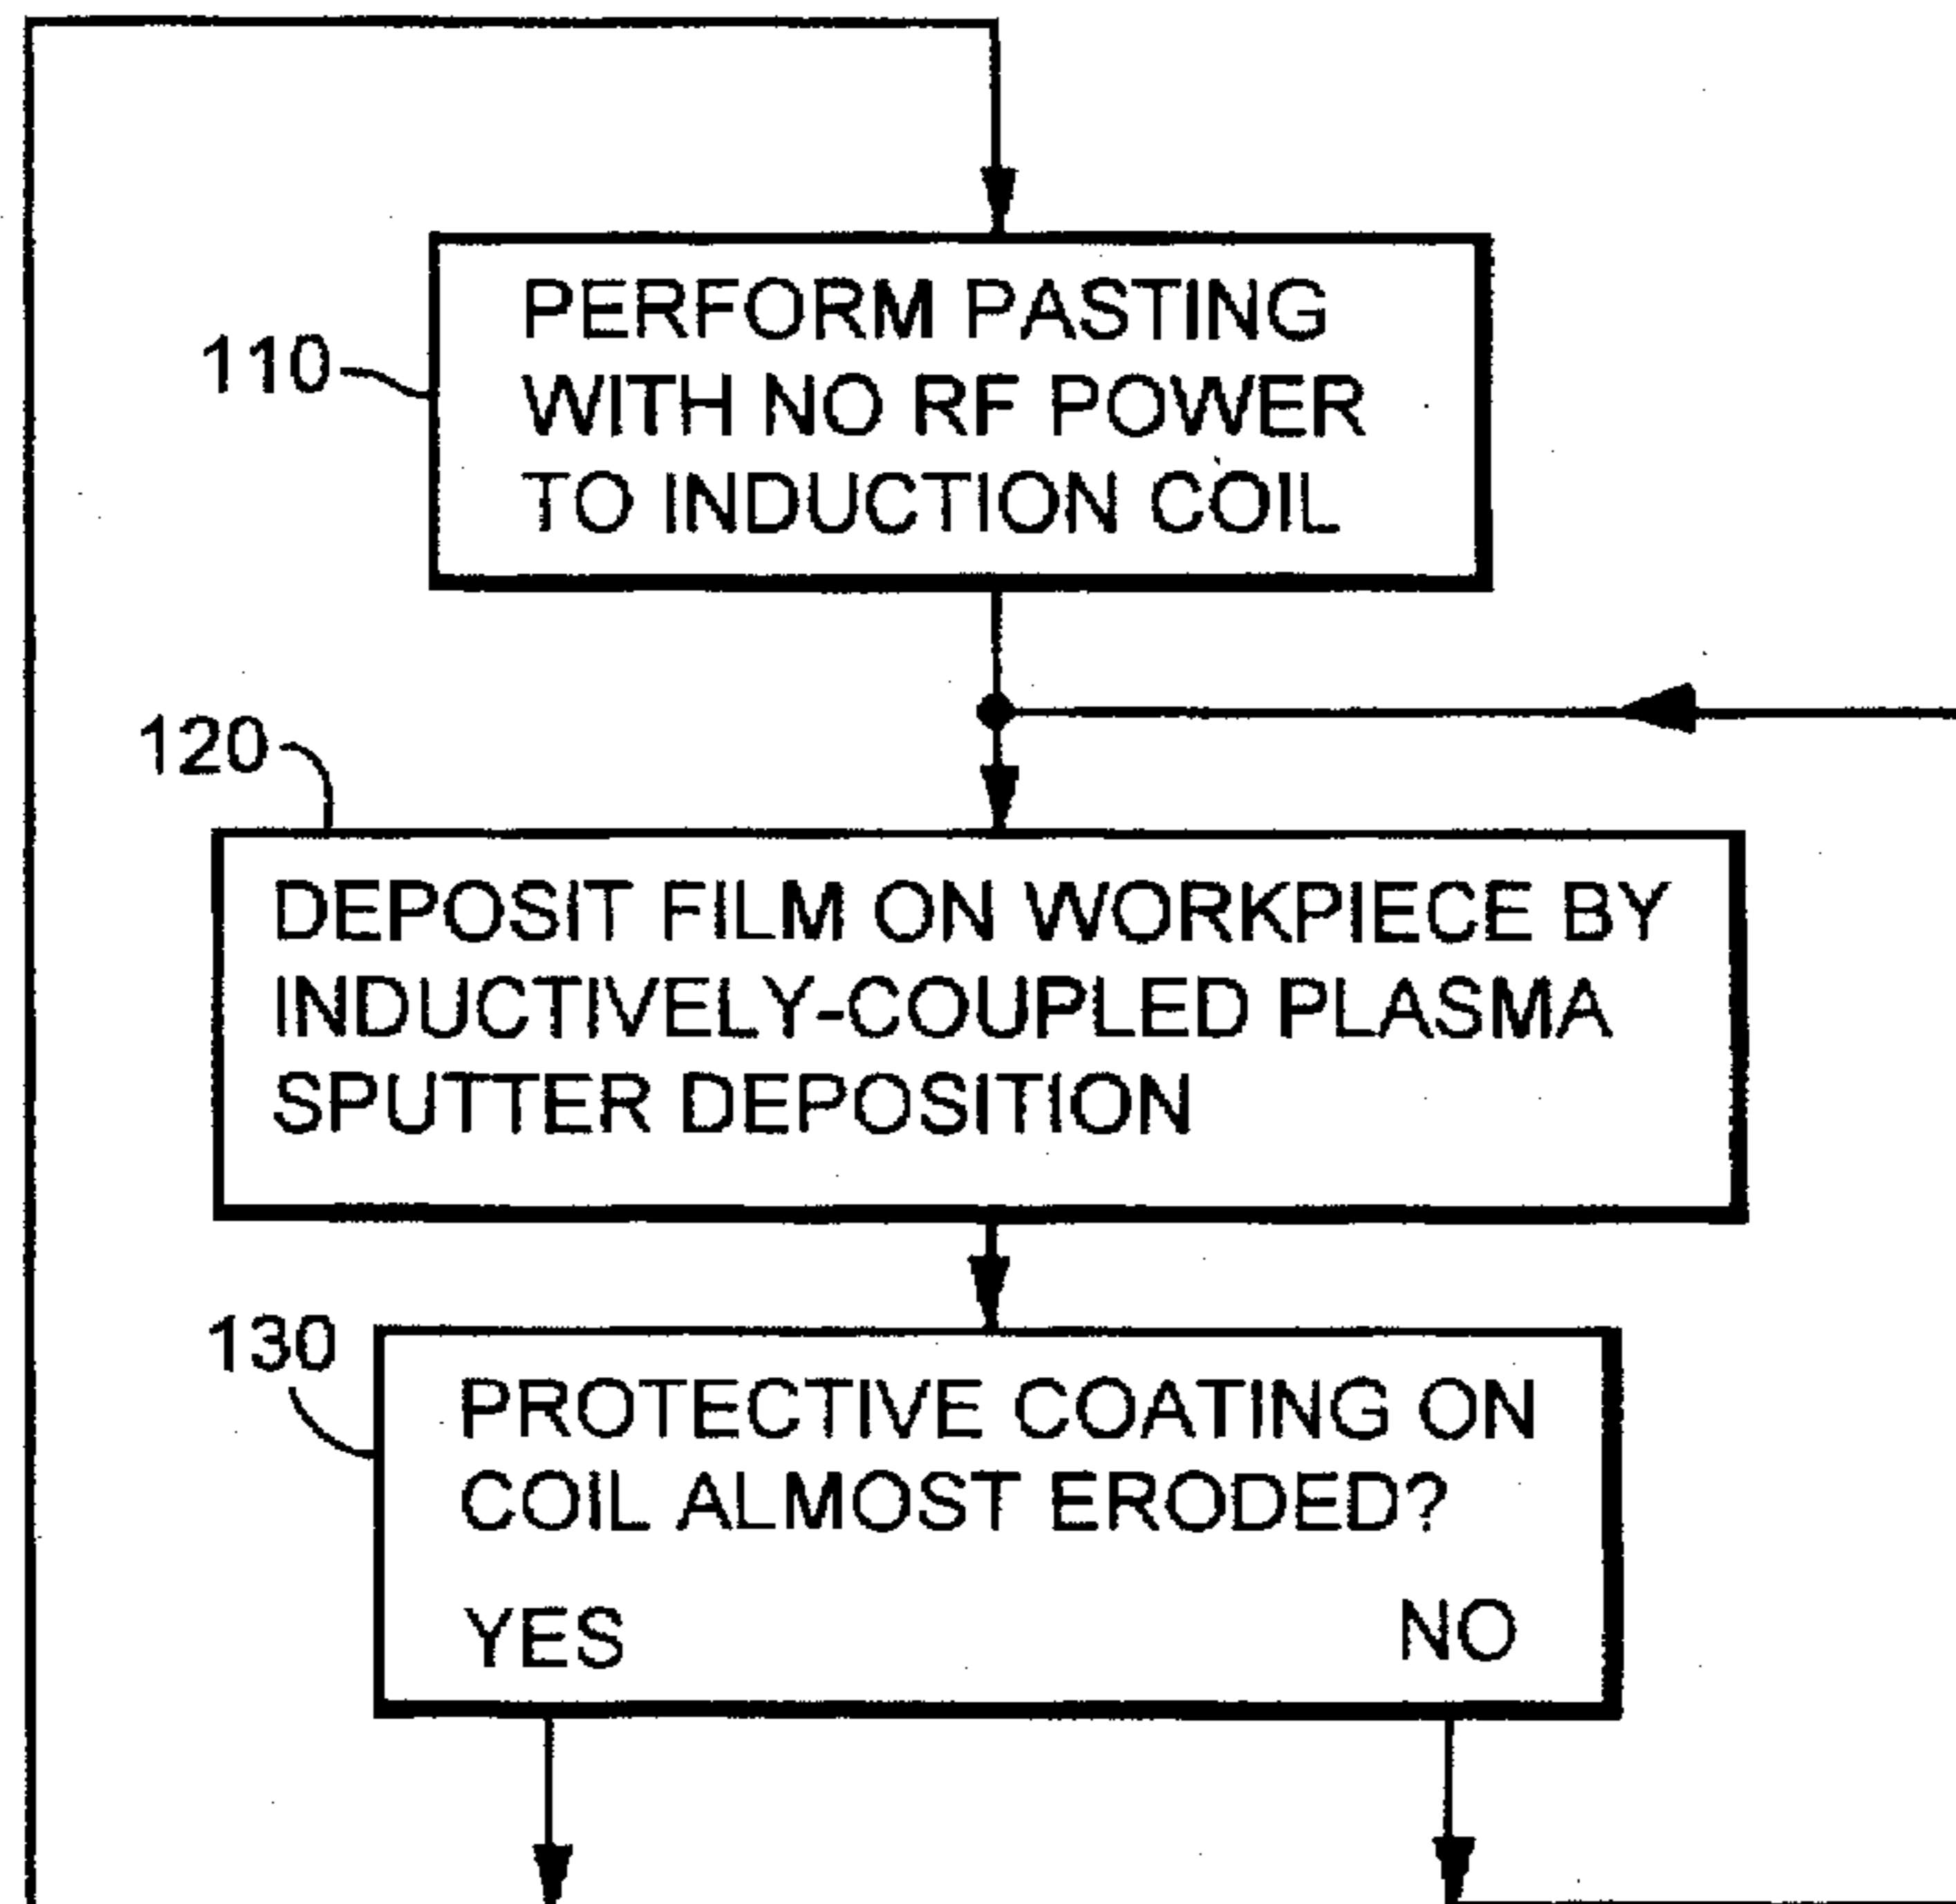 110
PERFORM PASTING
WITH NO RF POWER
TO INDUCTION COIL
120
DEPOSIT FILM ON WORKPIECE BY
INDUCTIVELY-COUPLED PLASMA
SPUTTER DEPOSITION
130
PROTECTIVE COATING ON
COIL ALMOST ERODED?
YES NO